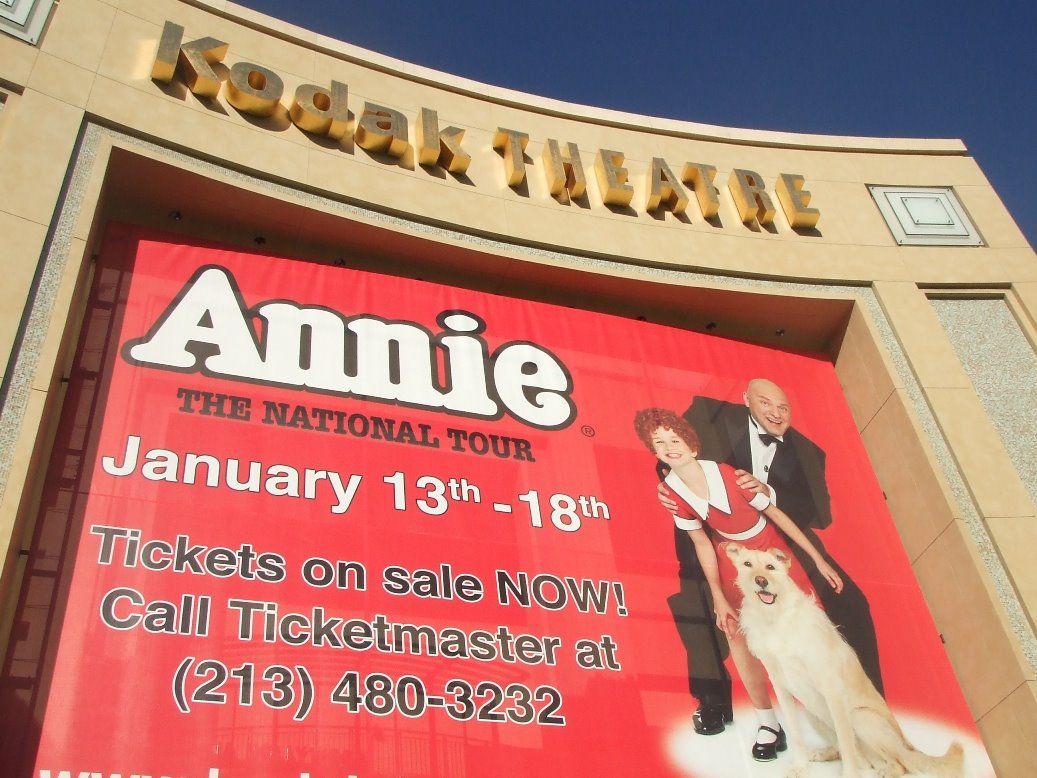 Kodak THEATRE
Annie®
THE NATIONAL TOUR
January 13th - 18th
Tickets on sale NOW!
Call Ticketmaster at
(213) 480-3232